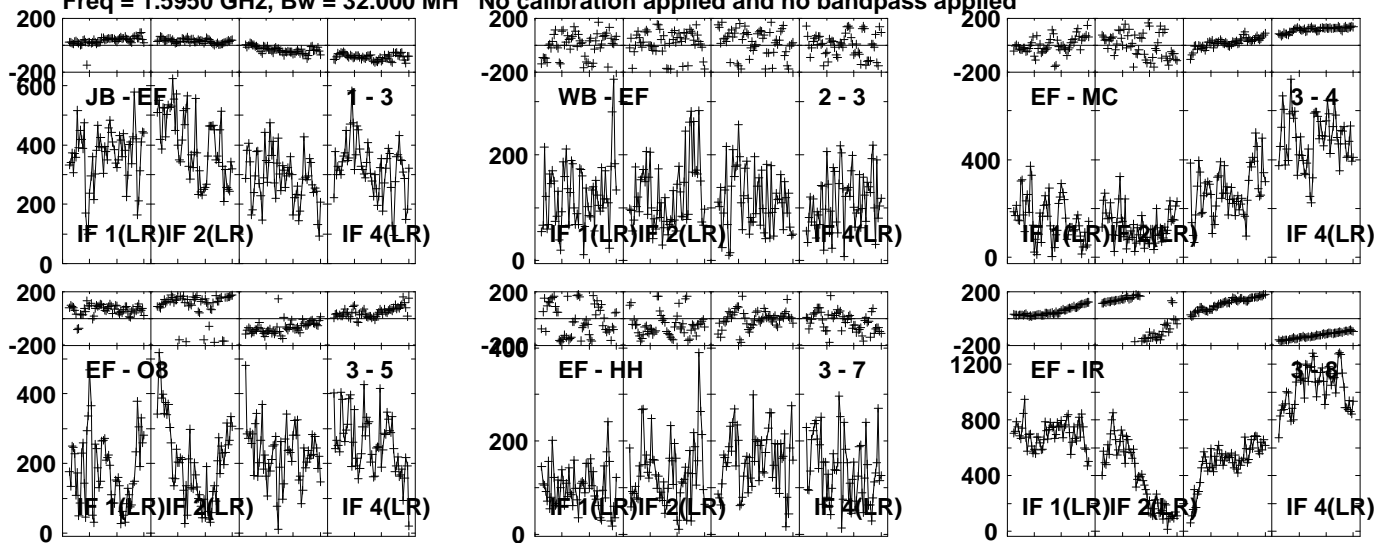 Freq = 1.5950 GHz, Bw = 32.000 MH No calibration applied and no bandpass applied
200
-200
600
400
200
0
JB - EF 1 - 3
IF 1(LR) IF 2(LR) IF 4(LR)
200
-200
200
0
WB - EF 2 - 3
IF 1(LR) IF 2(LR) IF 4(LR)
200
-200
400
0
EF - MC 3 - 4
IF 1(LR) IF 2(LR) IF 4(LR)
200
-200
400
200
0
EF - O8 3 - 5
IF 1(LR) IF 2(LR) IF 4(LR)
200
-200
400
200
0
EF - HH 3 - 7
IF 1(LR) IF 2(LR) IF 4(LR)
200
-200
1200
800
400
0
EF - IR 3 - 8
IF 1(LR) IF 2(LR) IF 4(LR)